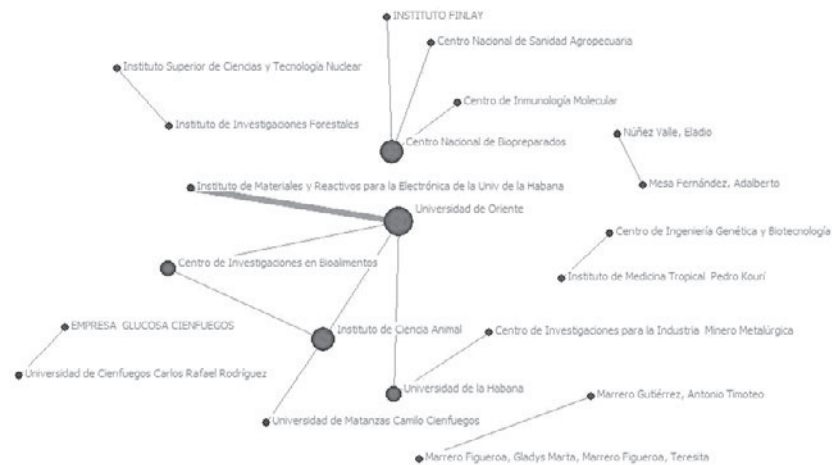 INSTITUTO FINLAY
Centro Nacional de Sanidad Agropecuaria
Instituto Superior de Ciencias y Tecnología Nuclear
Centro de Inmunología Molecular
Instituto de Investigaciones Forestales
Núñez Valle, Eladio
Centro Nacional de Biopreparados
Mesa Fernández, Adalberto
Instituto de Materiales y Reactivos para la Electrónica de la Univ de la Habana
Universidad de Oriente
Centro de Ingeniería Genética y Biotecnología
Centro de Investigaciones en Bioalimentos
Instituto de Medicina Tropical Pedro Kourí
EMPRESA GLUCOSA CIENFUEGOS
Instituto de Ciencia Animal
Centro de Investigaciones para la Industria Minero Metalúrgica
Universidad de Cienfuegos Carlos Rafael Rodríguez
Universidad de la Habana
Marrero Gutiérrez, Antonio Timoteo
Universidad de Matanzas Camilo Cienfuegos
Marrero Figueroa, Gladys Marta, Marrero Figueroa, Teresita